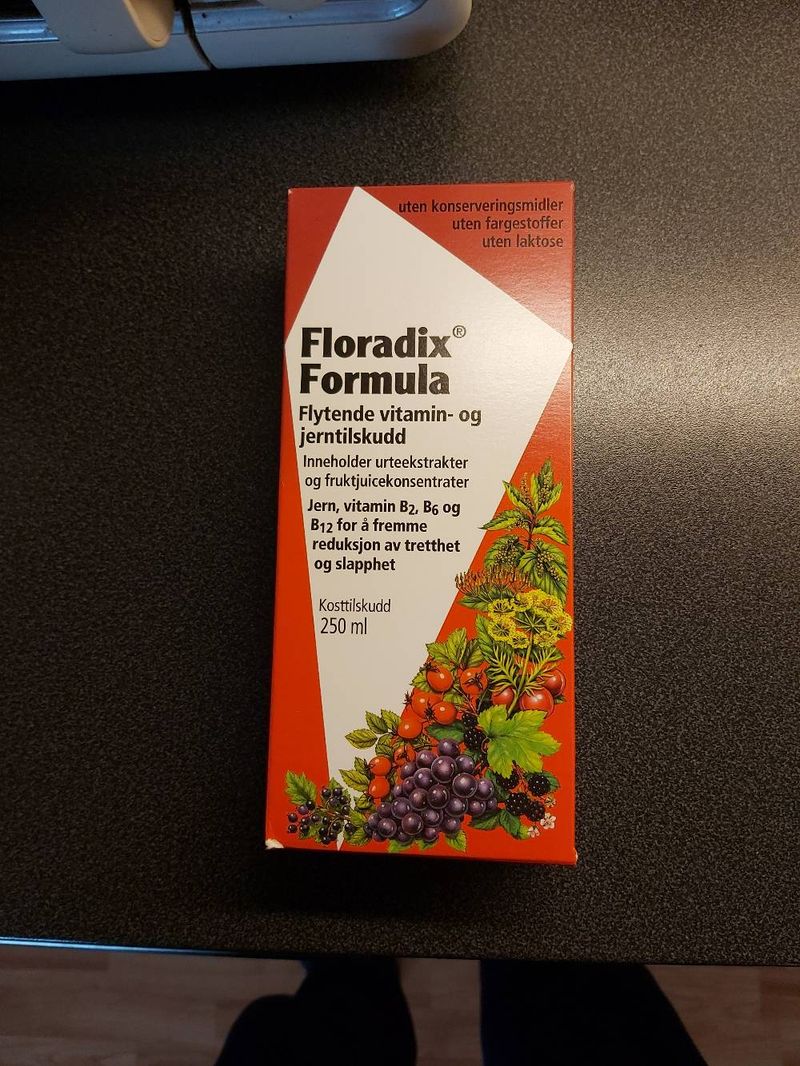 uten konserveringsmidler
uten fargestoffer
uten laktose
Floradix®
Formula
Flytende vitamin- og
jerntilskudd
Inneholder urteekstrakter
og fruktjuicekonsentrater
Jern, vitamin B2, B6 og
B12 for å fremme
reduksjon av tretthet
og slapphet
Kosttilskudd
250 ml